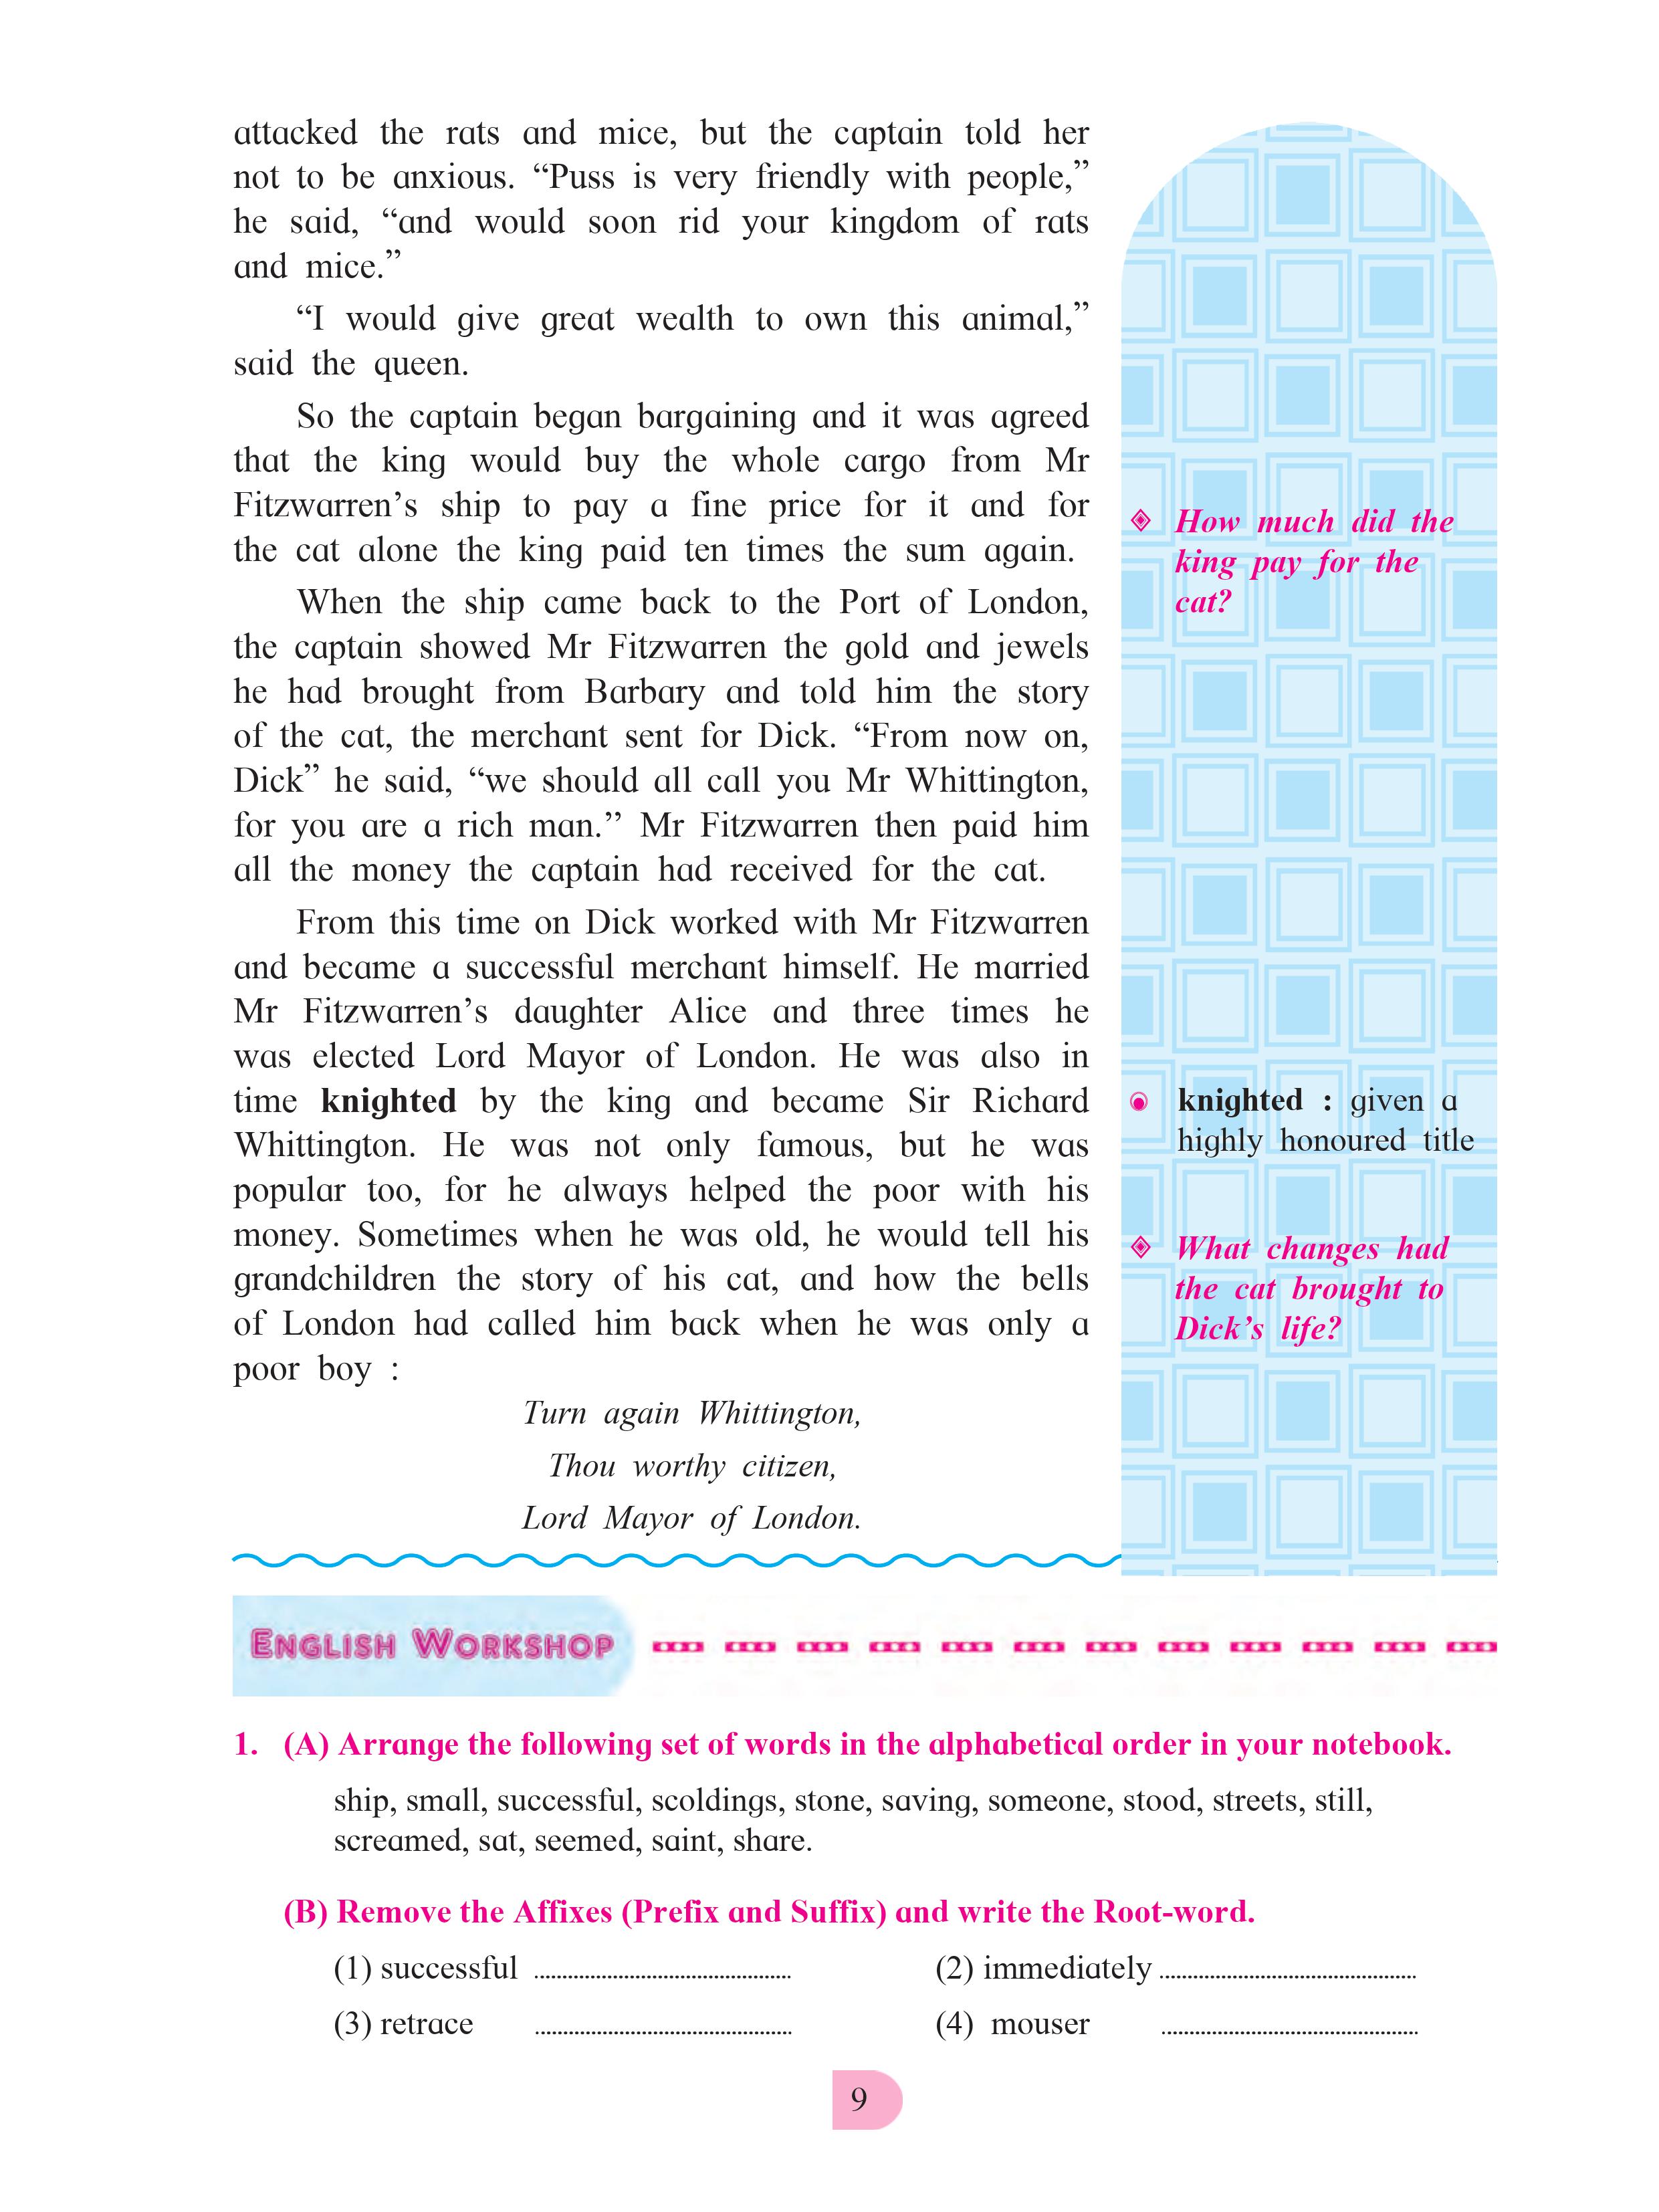 attacked the rats and mice, but the captain told her
not to be anxious. “Puss is very friendly with people,”
he said, “and would soon rid your kingdom of rats
and mice.”
“I would give great wealth to own this animal,”
said the queen.
So the captain began bargaining and it was agreed
that the king would buy the whole cargo from Mr
Fitzwarren’s ship to pay a fine price for it and for
the cat alone the king paid ten times the sum again.
When the ship came back to the Port of London,
the captain showed Mr Fitzwarren the gold and jewels
he had brought from Barbary and told him the story
of the cat, the merchant sent for Dick. “From now on,
Dick” he said, “we should all call you Mr Whittington,
for you are a rich man.” Mr Fitzwarren then paid him
all the money the captain had received for the cat.
From this time on Dick worked with Mr Fitzwarren
and became a successful merchant himself. He married
Mr Fitzwarren’s daughter Alice and three times he
was elected Lord Mayor of London. He was also in
time knighted by the king and became Sir Richard
Whittington. He was not only famous, but he was
popular too, for he always helped the poor with his
money. Sometimes when he was old, he would tell his
grandchildren the story of his cat, and how the bells
of London had called him back when he was only a
poor boy :
Turn again Whittington,
Thou worthy citizen,
Lord Mayor of London.
How much did the
king pay for the
cat?
knighted : given a
highly honoured title
What changes had
the cat brought to
Dick’s life?
ENGLISH WORKSHOP
1. (A) Arrange the following set of words in the alphabetical order in your notebook.
ship, small, successful, scoldings, stone, saving, someone, stood, streets, still,
screamed, sat, seemed, saint, share.
(B) Remove the Affixes (Prefix and Suffix) and write the Root-word.
(1) successful .............................................. (2) immediately ..............................................
(3) retrace .............................................. (4) mouser ..............................................
9